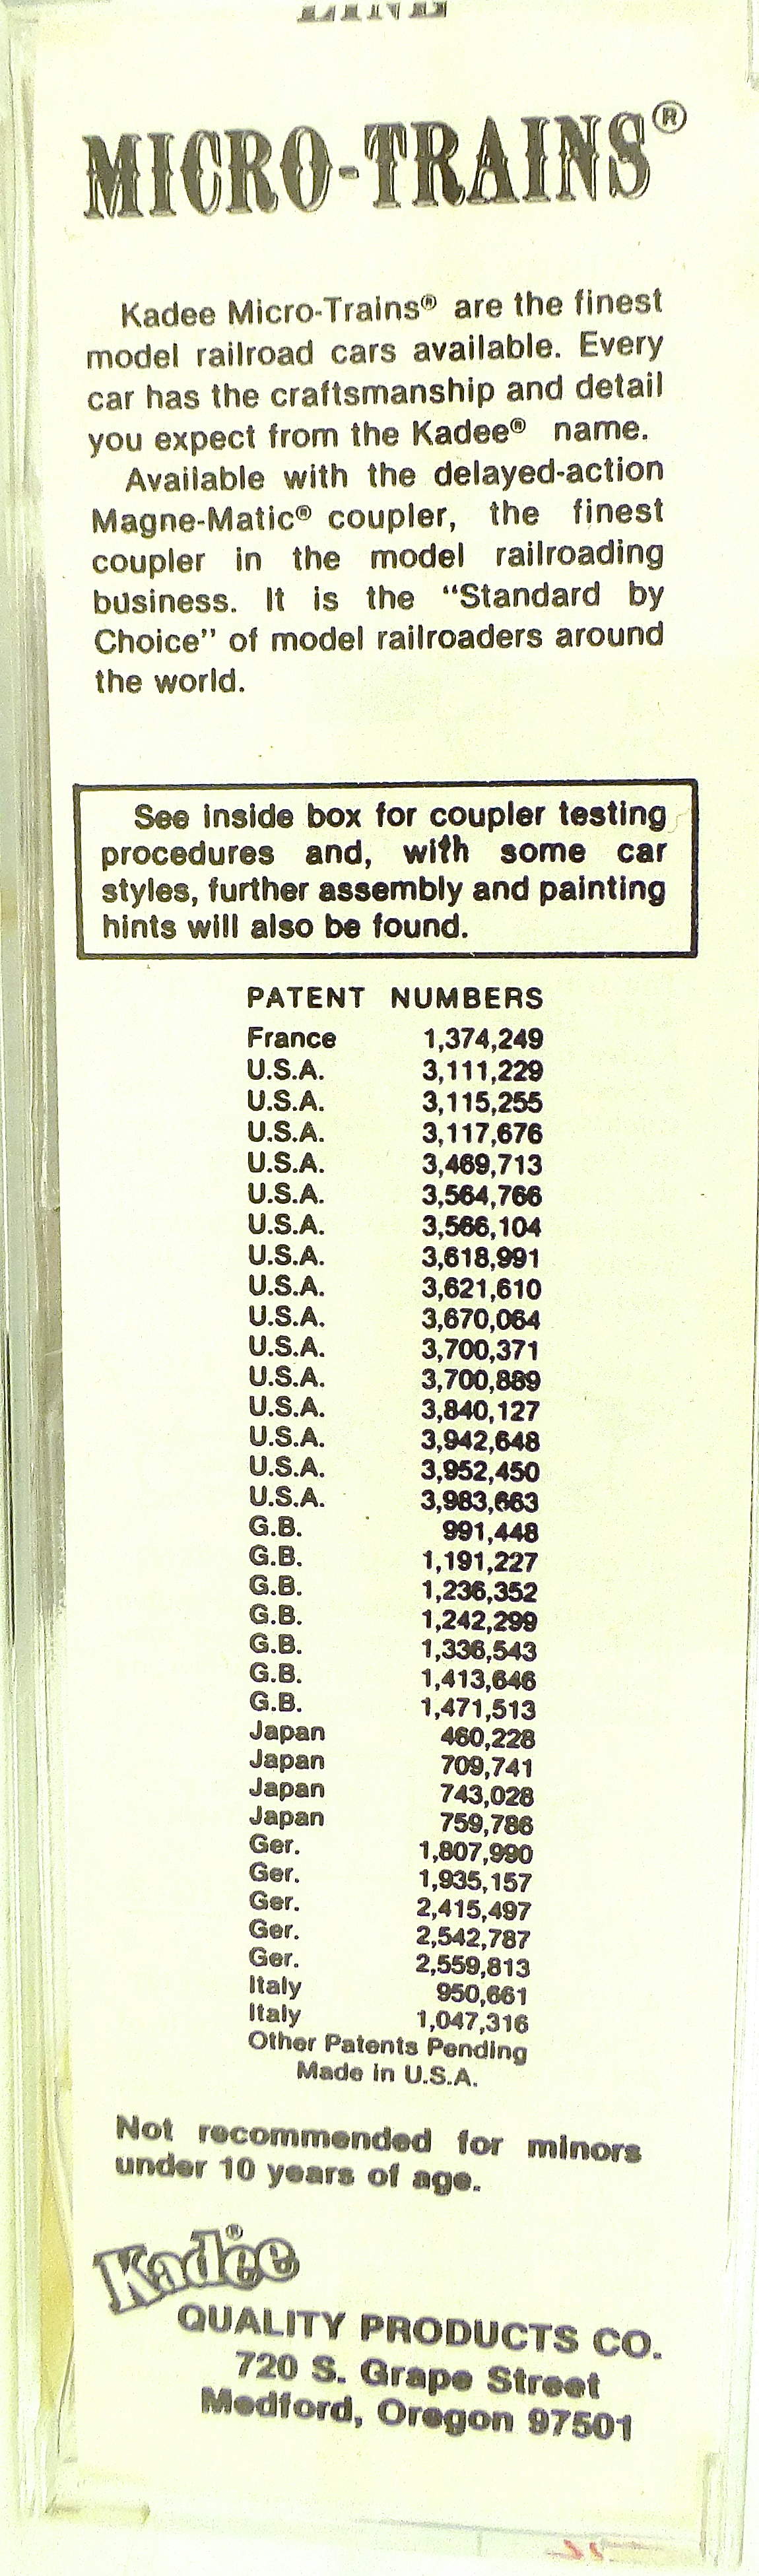 LINE
MICRO-TRAINS®
Kadee Micro-Trains® are the finest
model railroad cars available. Every
car has the craftsmanship and detail
you expect from the Kadee® name.
Available with the delayed-action
Magne-Matic® coupler, the finest
coupler in the model railroading
business. It is the “Standard by
Choice” of model railroaders around
the world.
See inside box for coupler testing
procedures and, with some car
styles, further assembly and painting
hints will also be found.
PATENT NUMBERS
France 1,374,249
U.S.A. 3,111,229
U.S.A. 3,115,255
U.S.A. 3,117,676
U.S.A. 3,469,713
U.S.A. 3,564,766
U.S.A. 3,566,104
U.S.A. 3,618,991
U.S.A. 3,621,610
U.S.A. 3,670,064
U.S.A. 3,700,371
U.S.A. 3,700,889
U.S.A. 3,840,127
U.S.A. 3,942,648
U.S.A. 3,952,450
U.S.A. 3,983,663
G.B. 991,448
G.B. 1,191,227
G.B. 1,236,352
G.B. 1,242,299
G.B. 1,336,543
G.B. 1,413,646
G.B. 1,471,513
Japan 460,228
Japan 709,741
Japan 743,028
Japan 759,786
Ger. 1,807,990
Ger. 1,935,157
Ger. 2,415,497
Ger. 2,542,787
Ger. 2,559,813
Italy 950,661
Italy 1,047,316
Other Patents Pending
Made in U.S.A.
Not recommended for minors
under 10 years of age.
Kadee®
QUALITY PRODUCTS CO.
720 S. Grape Street
Medford, Oregon 97501